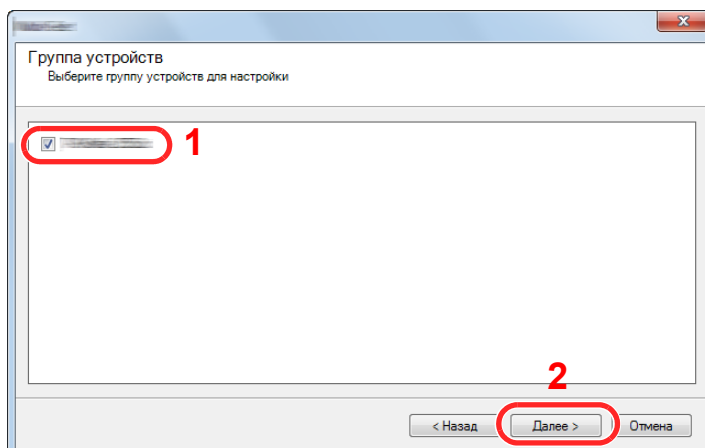 Группа устройств
Выберите группу устройств для настройки
1
2
< Назад
Далее >
Отмена